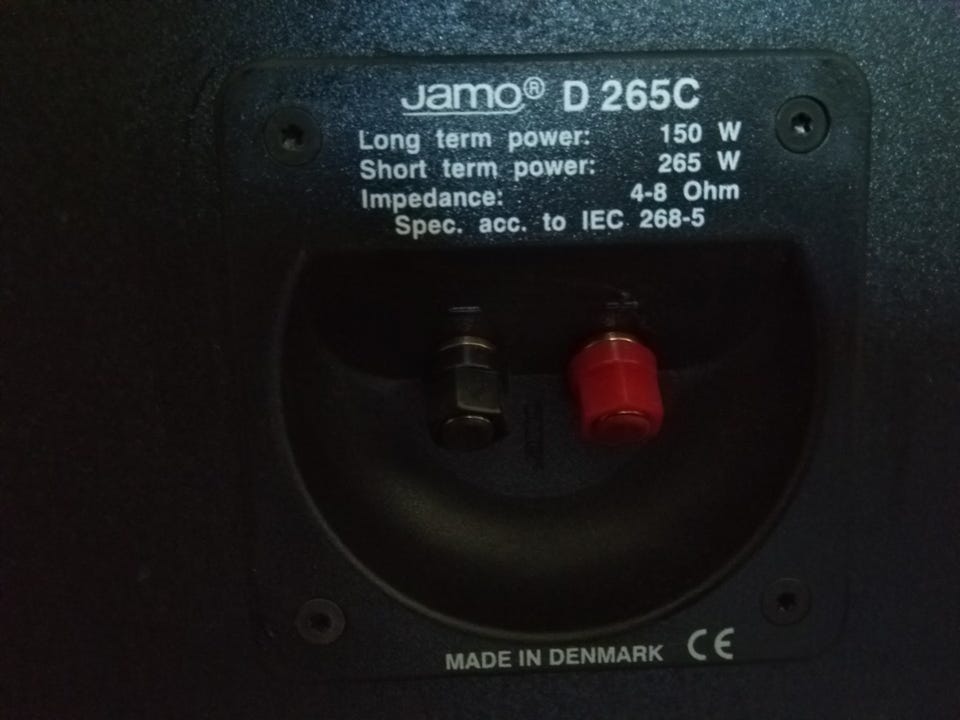 Jamo® D 265C
Long term power: 150 W
Short term power: 265 W
Impedance: 4-8 Ohm
Spec. acc. to IEC 268-5
MADE IN DENMARK CE